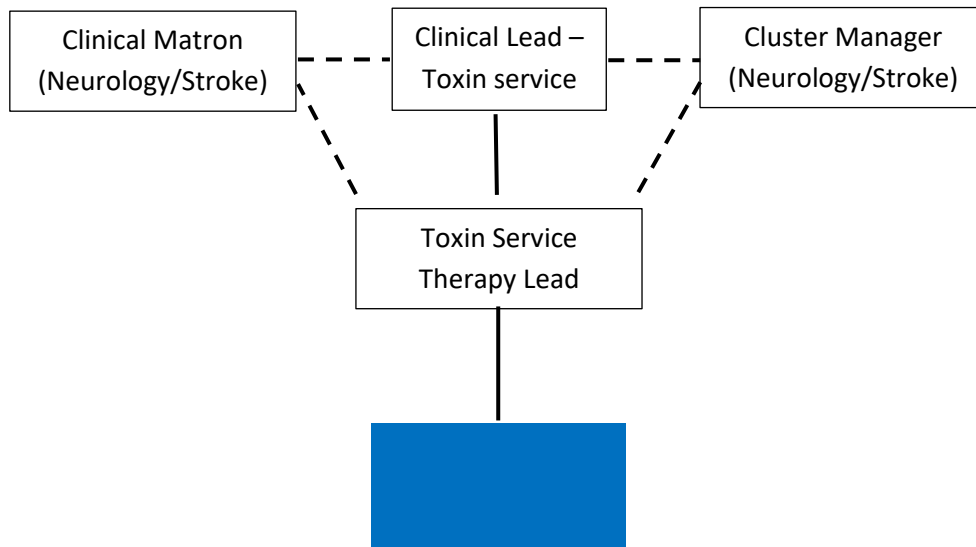 Clinical Matron
(Neurology/Stroke)
Clinical Lead –
Toxin service
Cluster Manager
(Neurology/Stroke)
Toxin Service
Therapy Lead